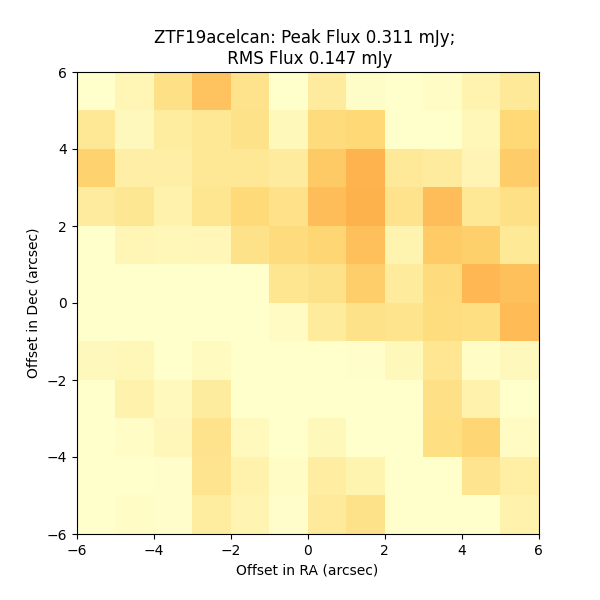 ZTF19acelcan: Peak Flux 0.311 mJy;
RMS Flux 0.147 mJy
6
4
2
0
−2
−4
−6
Offset in Dec (arcsec)
−6 −4 −2 0 2 4 6
Offset in RA (arcsec)